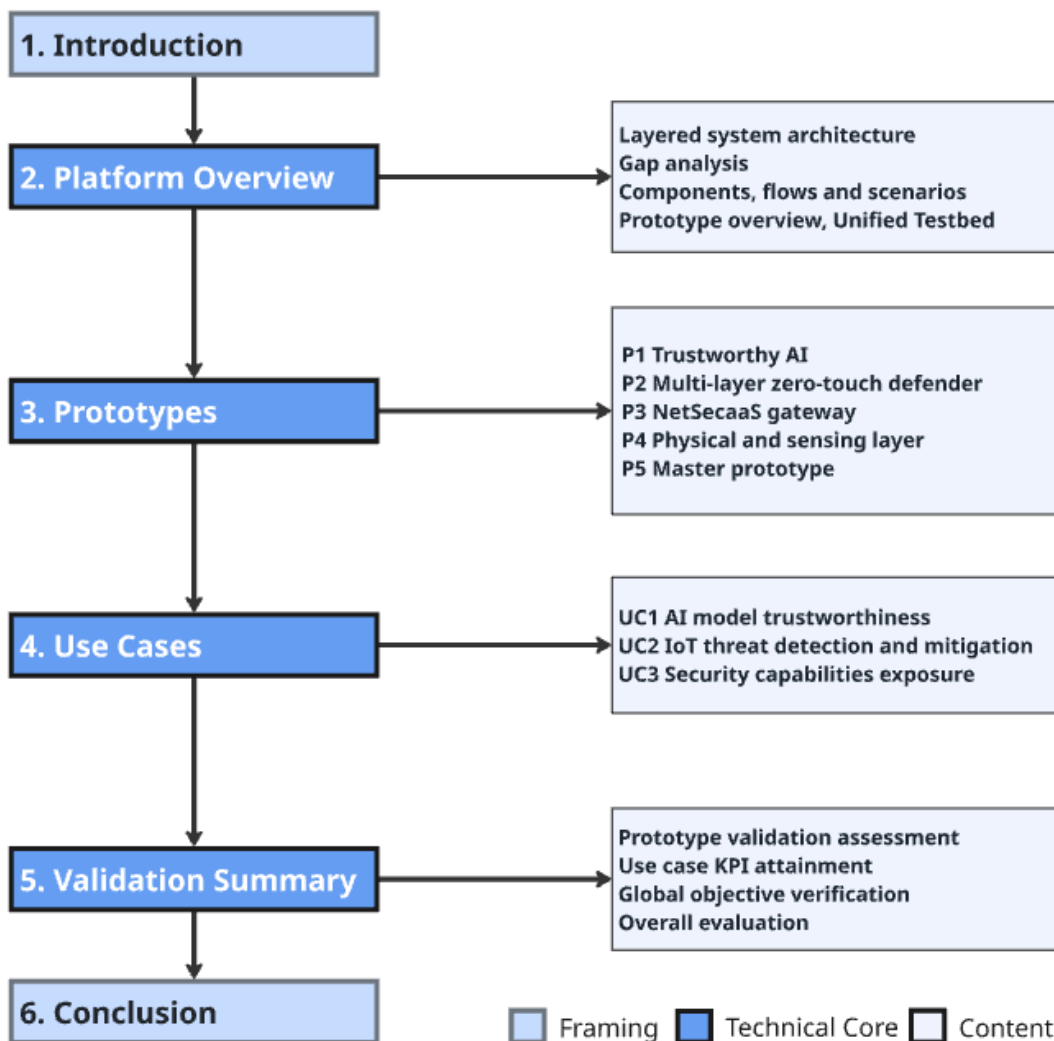 1. Introduction
2. Platform Overview
Layered system architecture
Gap analysis
Components, flows and scenarios
Prototype overview, Unified Testbed
3. Prototypes
P1 Trustworthy AI
P2 Multi-layer zero-touch defender
P3 NetSecaaS gateway
P4 Physical and sensing layer
P5 Master prototype
4. Use Cases
UC1 AI model trustworthiness
UC2 IoT threat detection and mitigation
UC3 Security capabilities exposure
5. Validation Summary
Prototype validation assessment
Use case KPI attainment
Global objective verification
Overall evaluation
6. Conclusion
Framing
Technical Core
Content